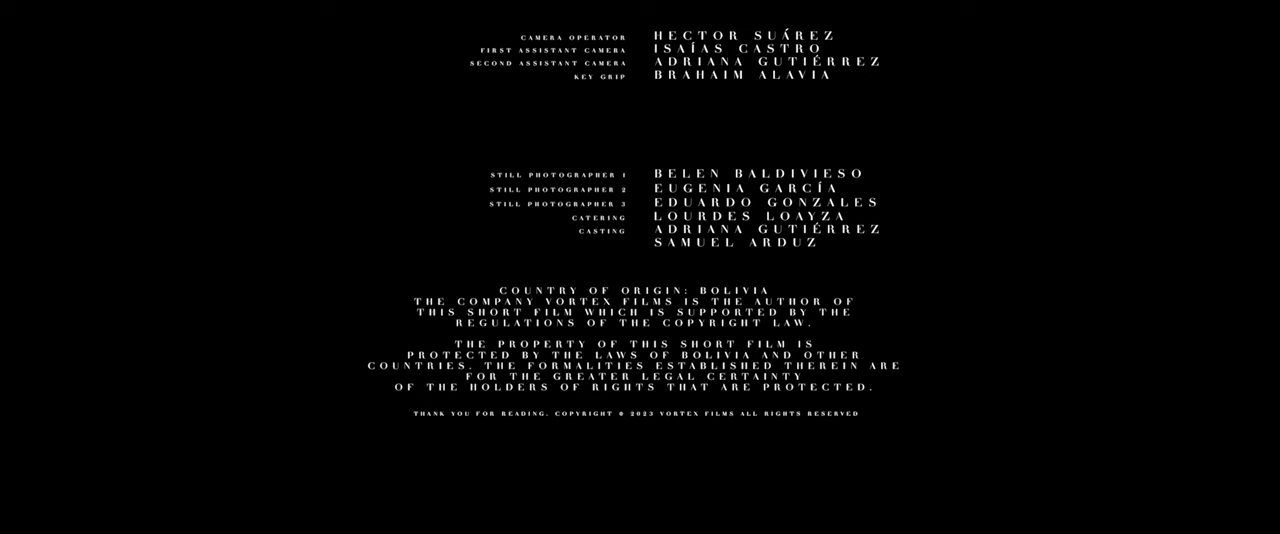 CAMERA OPERATOR HECTOR SUÁREZ
FIRST ASSISTANT CAMERA ISAÍAS CASTRO
SECOND ASSISTANT CAMERA ADRIANA GUTIÉRREZ
KEY GRIP BRAHAIM ALAVIA
STILL PHOTOGRAPHER 1 BELEN BALDIVIESO
STILL PHOTOGRAPHER 2 EUGENIA GARCÍA
STILL PHOTOGRAPHER 3 EDUARDO GONZALES
CATERING LOURDES LOAYZA
CASTING ADRIANA GUTIÉRREZ
SAMUEL ARDUZ
COUNTRY OF ORIGIN: BOLIVIA
THE COMPANY VORTEX FILMS IS THE AUTHOR OF
THIS SHORT FILM WHICH IS SUPPORTED BY THE
REGULATIONS OF THE COPYRIGHT LAW.
THE PROPERTY OF THIS SHORT FILM IS
PROTECTED BY THE LAWS OF BOLIVIA AND OTHER
COUNTRIES. THE FORMALITIES ESTABLISHED THEREIN ARE
FOR THE GREATER LEGAL CERTAINTY
OF THE HOLDERS OF RIGHTS THAT ARE PROTECTED.
THANK YOU FOR READING. COPYRIGHT © 2023 VORTEX FILMS ALL RIGHTS RESERVED